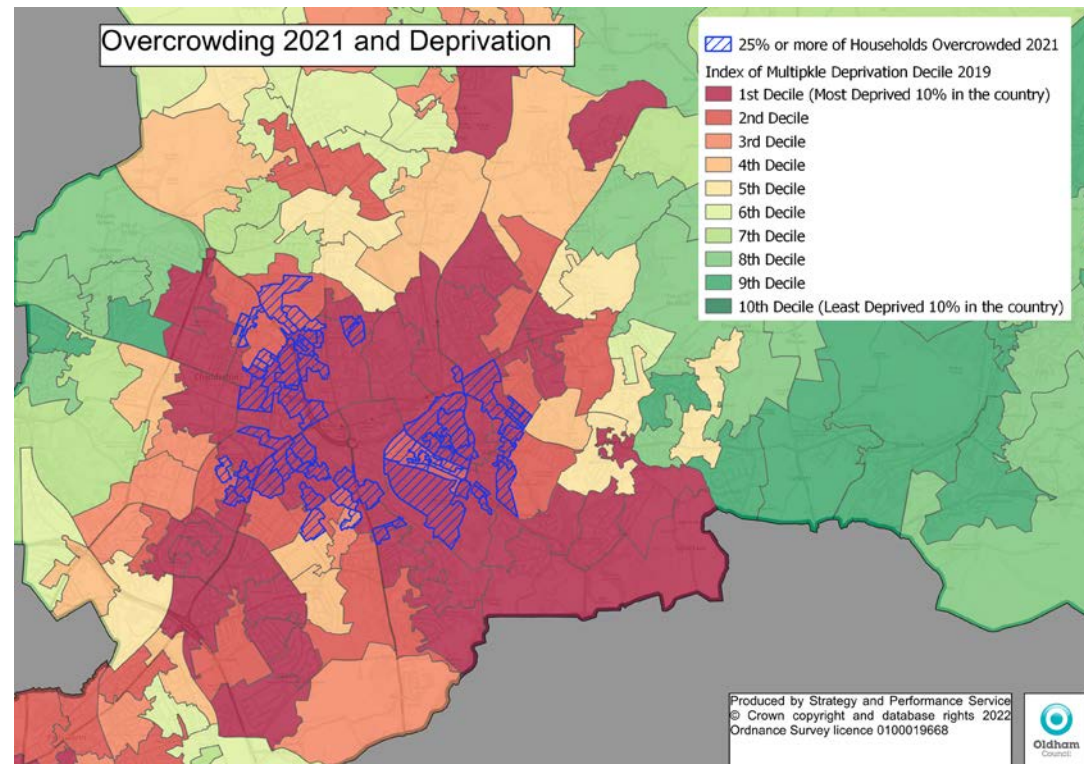 Overcrowding 2021 and Deprivation
25% or more of Households Overcrowded 2021
Index of Multipkle Deprivation Decile 2019
1st Decile (Most Deprived 10% in the country)
2nd Decile
3rd Decile
4th Decile
5th Decile
6th Decile
7th Decile
8th Decile
9th Decile
10th Decile (Least Deprived 10% in the country)
Chadderton
Produced by Strategy and Performance Service
© Crown copyright and database rights 2022
Ordnance Survey licence 0100019668
Oldham
Council